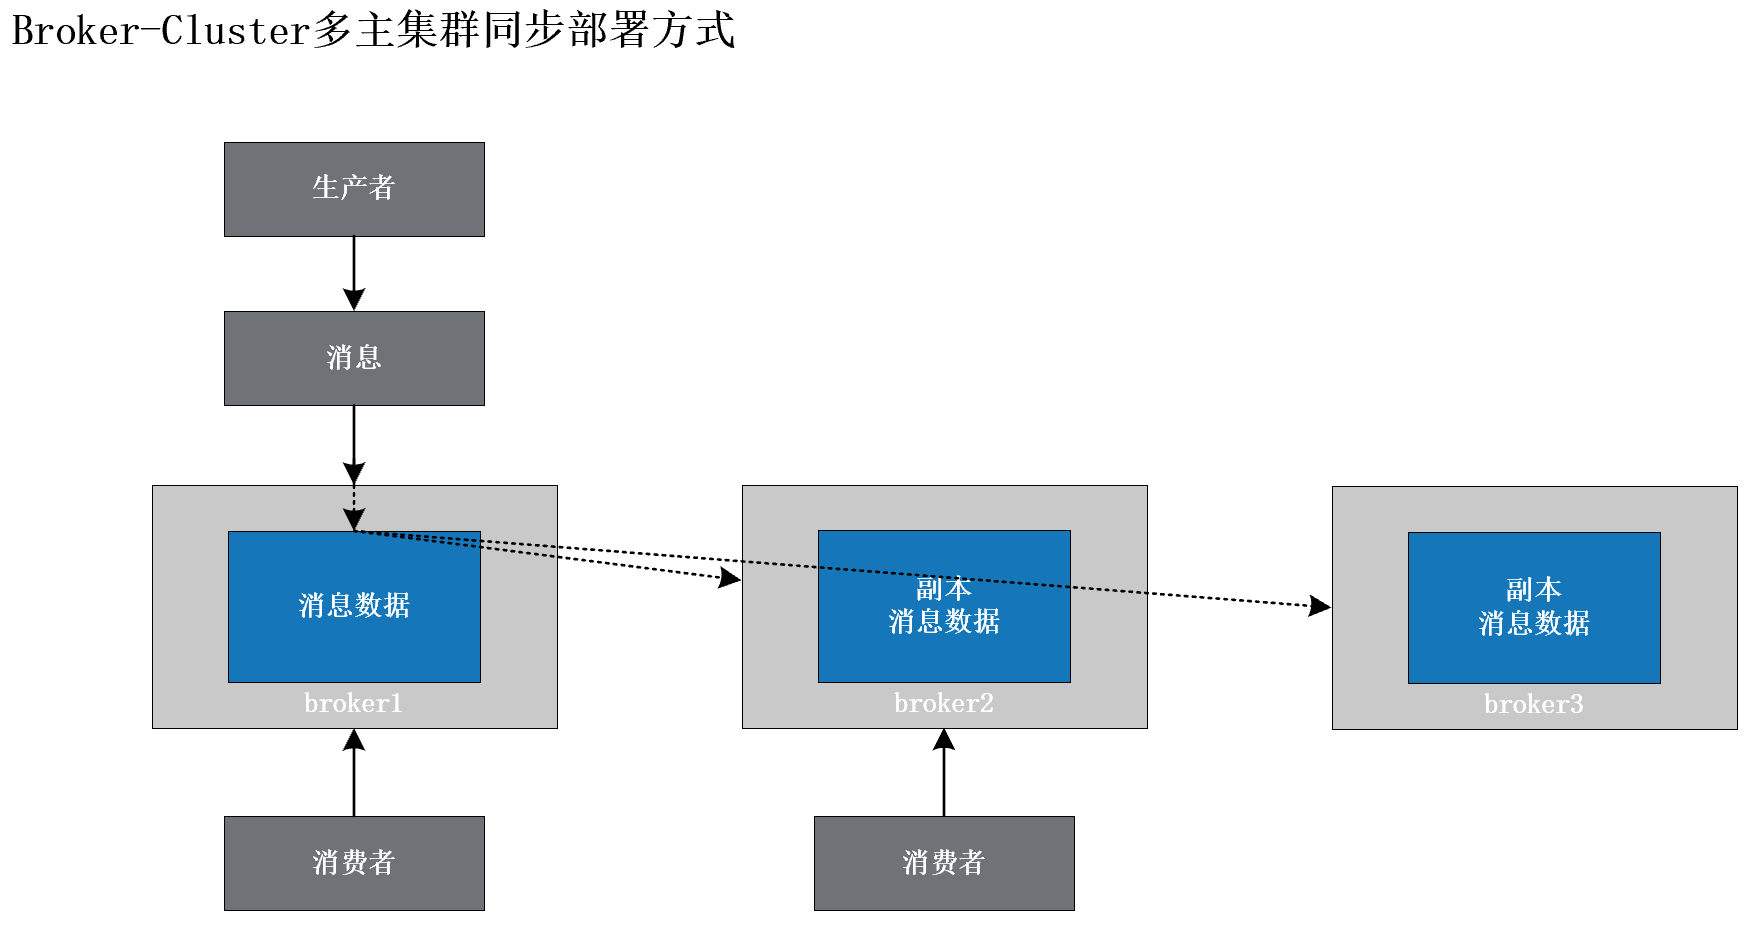 Broker-Cluster多主集群同步部署方式
生产者
消息
消息数据
broker1
副本
消息数据
broker2
副本
消息数据
broker3
消费者
消费者